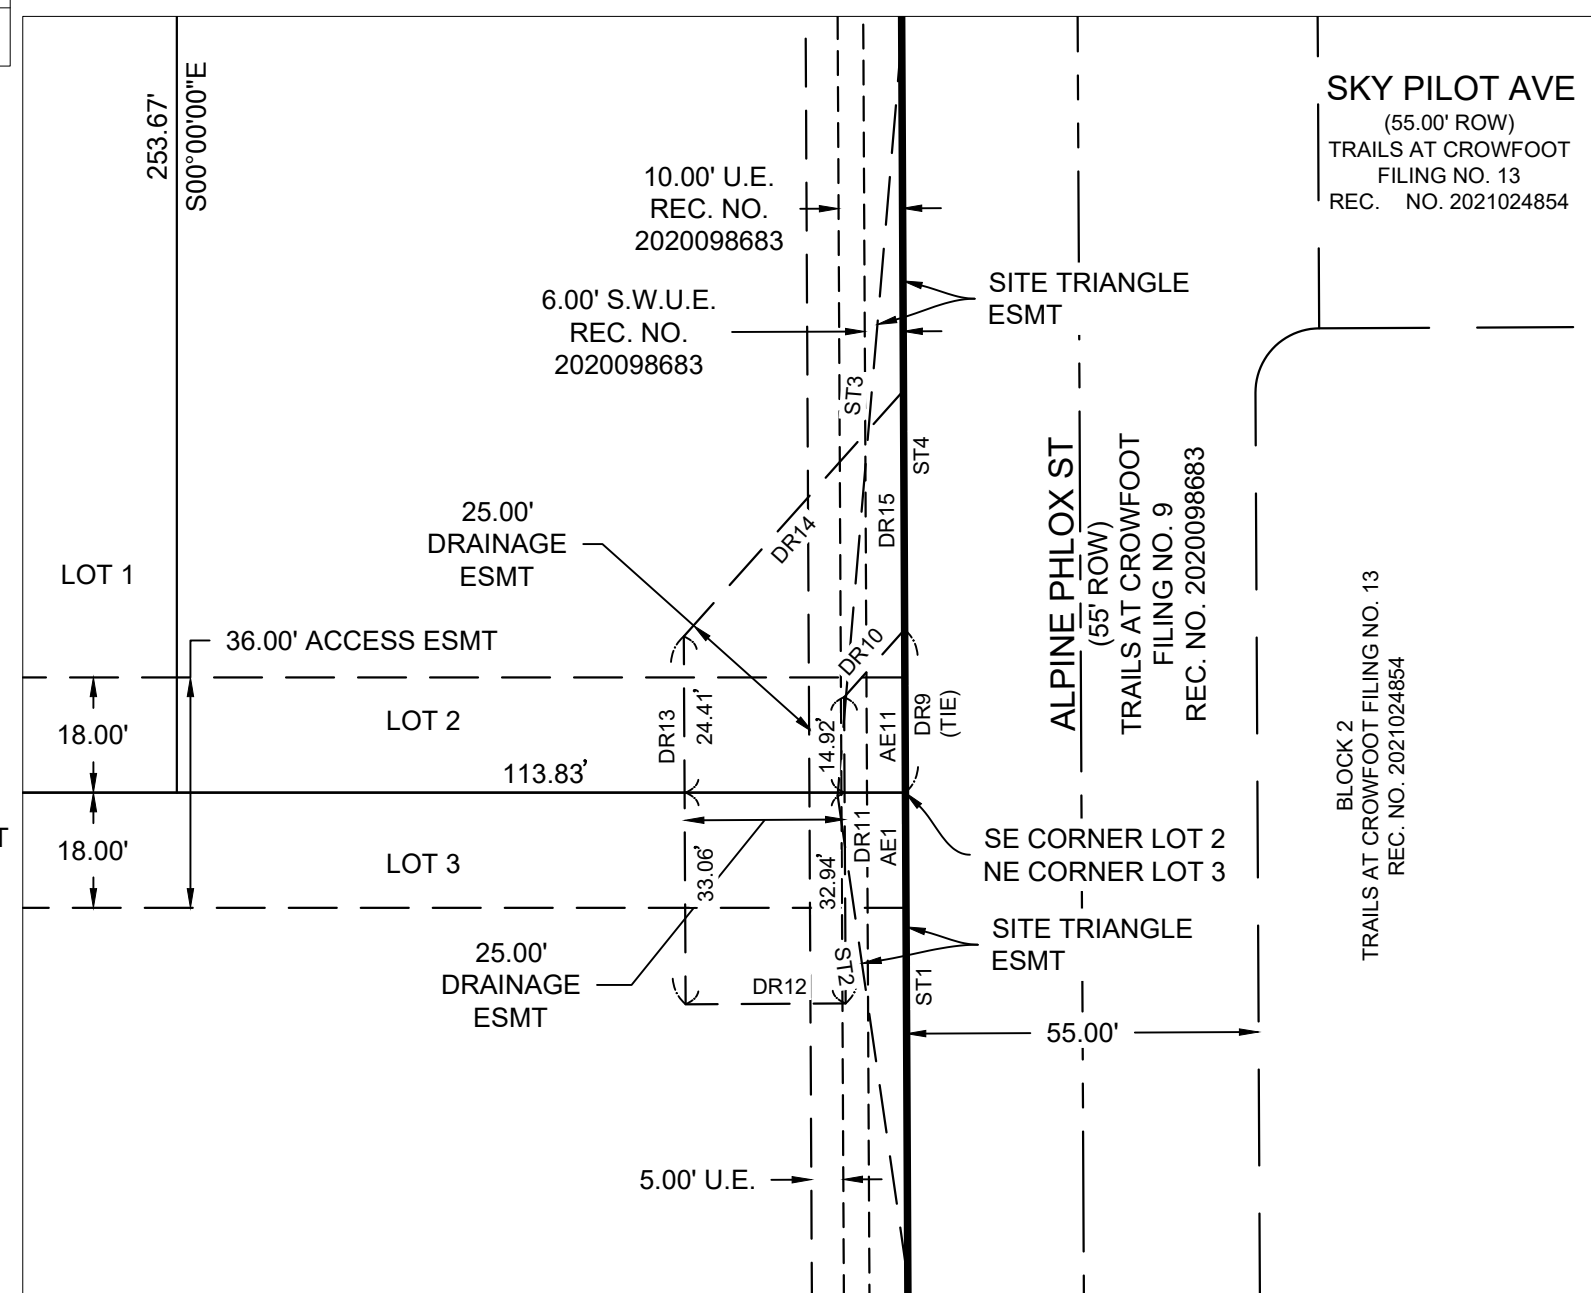 253.67'
S00°00'00"E
SKY PILOT AVE
(55.00' ROW)
TRAILS AT CROWFOOT
FILING NO. 13
REC. NO. 2021024854
10.00' U.E.
REC. NO.
2020098683
SITE TRIANGLE
ESMT
6.00' S.W.U.E.
REC. NO.
2020098683
ST3
ST4
DR15
DR14
25.00'
DRAINAGE
ESMT
ALPINE PHLOX ST
(55' ROW)
TRAILS AT CROWFOOT
FILING NO. 9
REC. NO. 2020098683
LOT 1
36.00' ACCESS ESMT
DR10
DR13
24.41'
14.92'
AE11
DR9
(TIE)
LOT 2
18.00'
113.83'
BLOCK 2
TRAILS AT CROWFOOT FILING NO. 13
REC. NO. 2021024854
T
18.00'
LOT 3
33.06'
32.94'
DR11
AE1
SE CORNER LOT 2
NE CORNER LOT 3
25.00'
DRAINAGE
ESMT
DR12
ST2
ST1
SITE TRIANGLE
ESMT
55.00'
5.00' U.E.